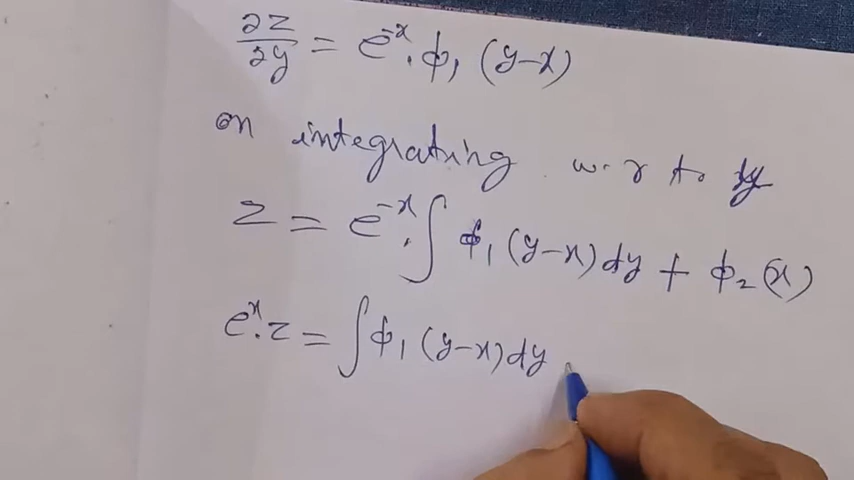 ∂z/∂y = e^-x . ϕ₁ (y-x)
on integrating w.r to y
z = e^-x . ∫ ϕ₁ (y-x) dy + ϕ₂(x)
e^x . z = ∫ ϕ₁ (y-x) dy